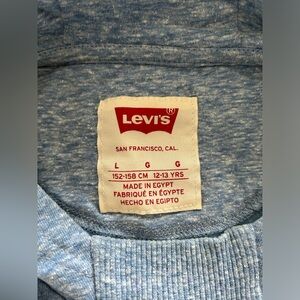 LEVI'S®
SAN FRANCISCO, CAL.
L G G
152-158 CM 12-13 YRS
MADE IN EGYPT
FABRIQUÉ EN ÉGYPTE
HECHO EN EGIPTO